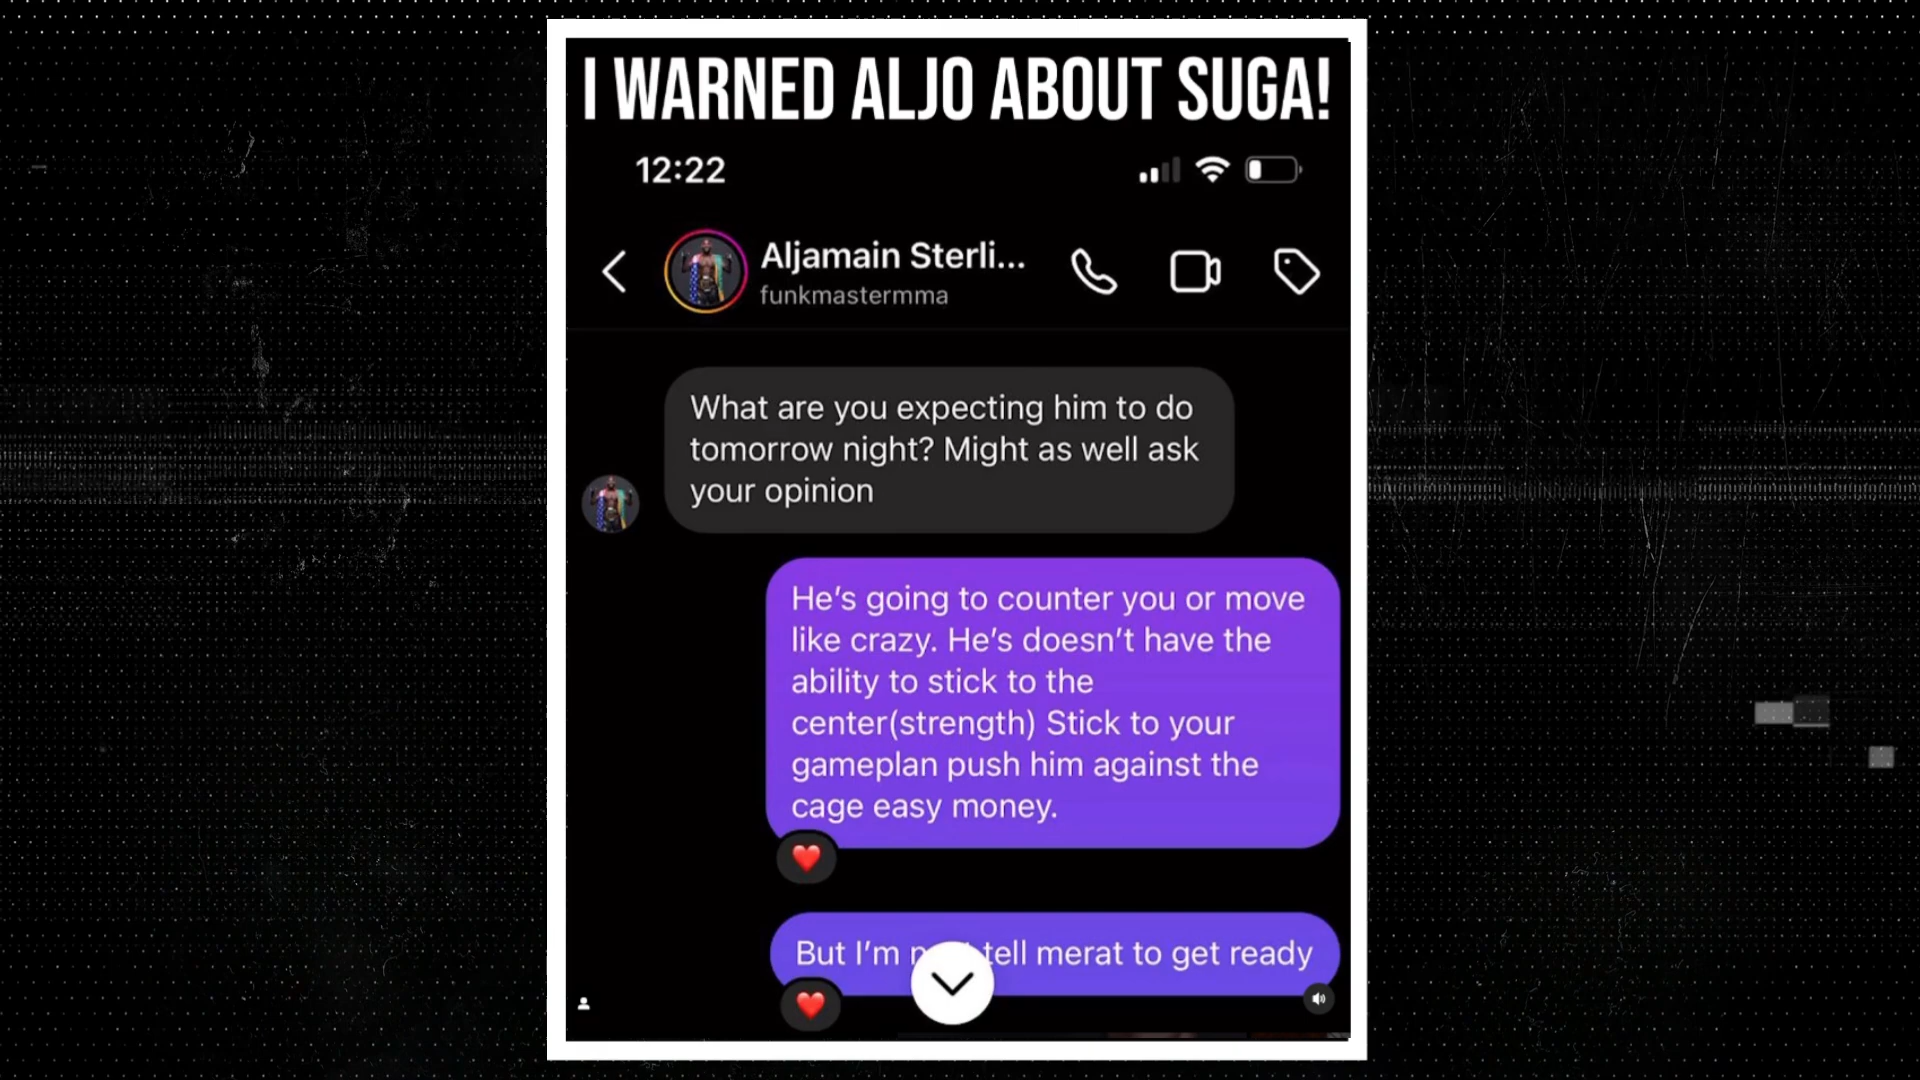 I WARNED ALJO ABOUT SUGA!
12:22
Aljamain Sterli...
funkmastermma
What are you expecting him to do
tomorrow night? Might as well ask
your opinion
He's going to counter you or move
like crazy. He's doesn't have the
ability to stick to the
center(strength) Stick to your
gameplan push him against the
cage easy money.
But I'm tell merat to get ready